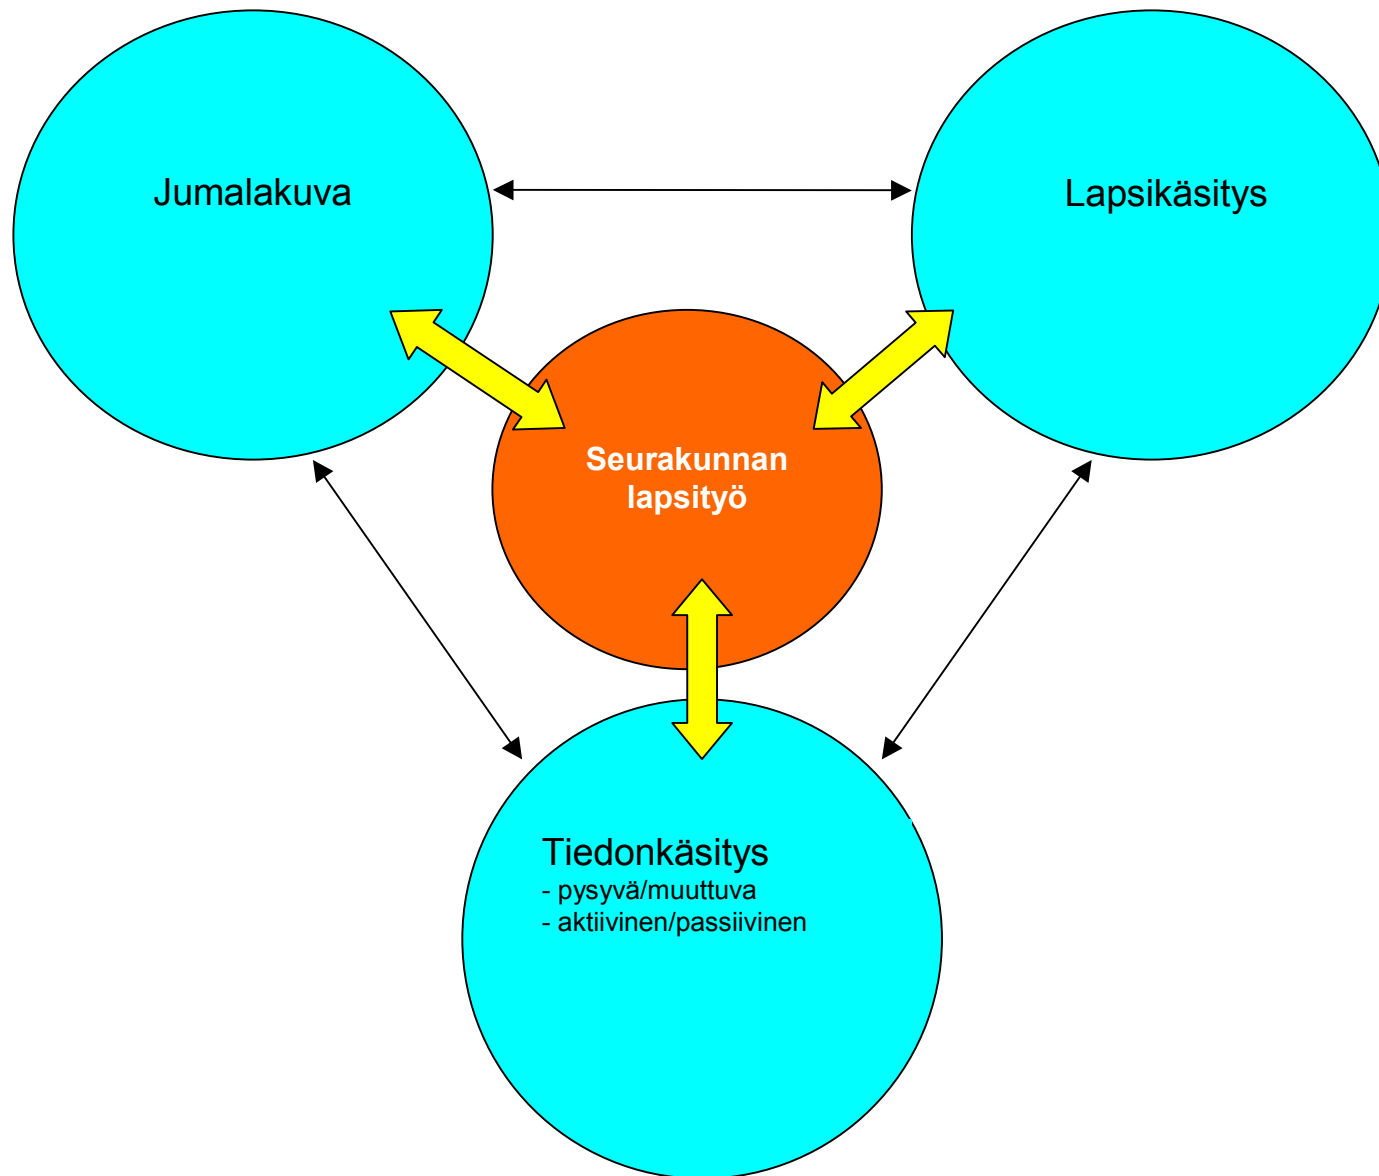 Jumalakuva
Lapsikäsitys
Seurakunnan
lapsityö
Tiedonkäsitys
- pysyvä/muuttuva
- aktiivinen/passiivinen